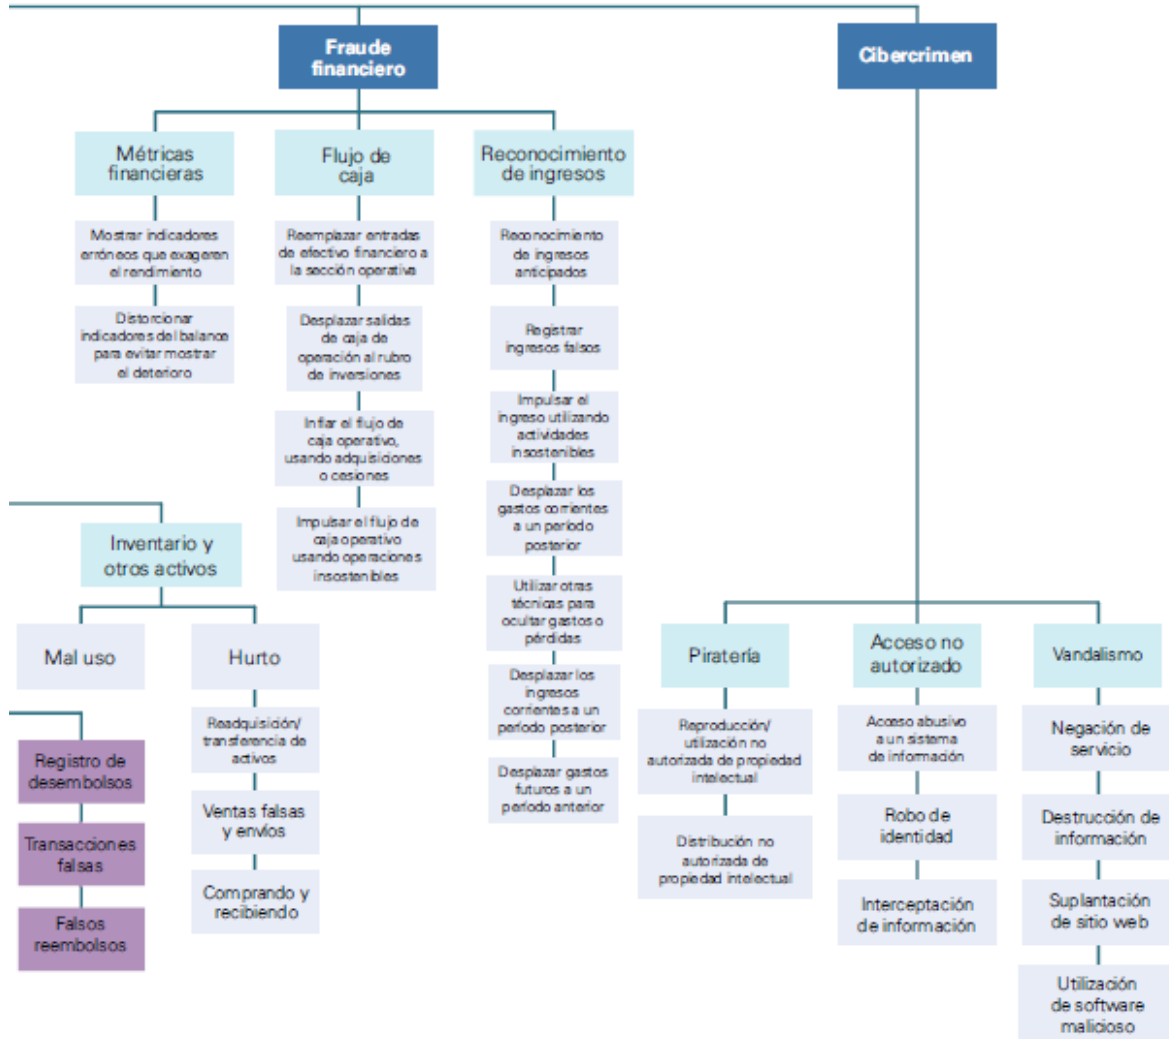 Fraude
financiero
Cibercrimen
Métricas
financieras
Mostrar indicadores
erróneos que exageren
el rendimiento
Distorcionar
indicadores del balance
para evitar mostrar
el deterioro
Flujo de
caja
Reemplazar entradas
de efectivo financiero a
la sección operativa
Desplazar salidas
de caja de
operación al rubro
de inversiones
Inflar el flujo de
caja operativo,
usando adquisiciones
o cesiones
Impulsar el flujo de
caja operativo
usando operaciones
insostenibles
Reconocimiento
de ingresos
Reconocimiento
de ingresos
anticipados
Registrar
ingresos falsos
Impulsar el
ingreso utilizando
actividades
insostenibles
Desplazar los
gastos corrientes
a un período
posterior
Utilizar otras
técnicas para
ocultar gastos o
pérdidas
Desplazar los
ingresos
corrientes a un
período posterior
Desplazar gastos
futuros a un
período anterior
Inventario y
otros activos
Mal uso
Hurto
Readquisición/
transferencia de
activos
Ventas falsas
y envíos
Comprando y
recibiendo
Registro de
desembolsos
Transacciones
falsas
Falsos
reembolsos
Piratería
Reproducción/
utilización no
autorizada de propiedad
intelectual
Distribución no
autorizada de
propiedad intelectual
Acceso no
autorizado
Acceso abusivo
a un sistema
de información
Robo de
identidad
Interceptación
de información
Vandalismo
Negación de
servicio
Destrucción de
información
Suplantación
de sitio web
Utilización
de software
malicioso